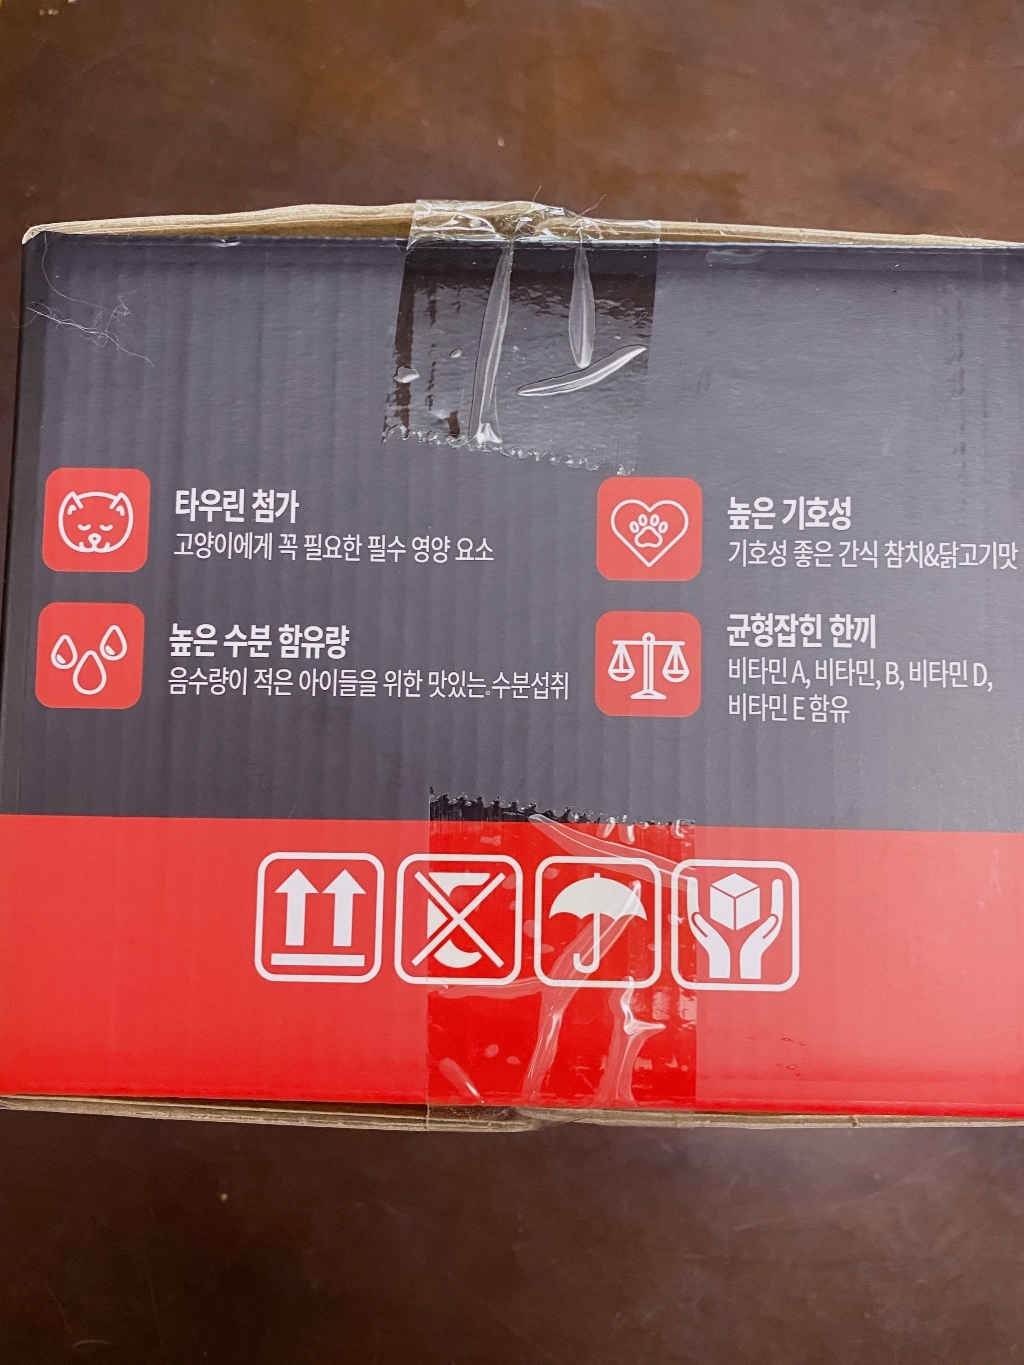 타우린 첨가
고양이에게 꼭 필요한 필수 영양 요소
높은 수분 함유량
음수량이 적은 아이들을 위한 맛있는 수분섭취
높은 기호성
기호성 좋은 간식 참치&닭고기맛
균형잡힌 한끼
비타민 A, 비타민, B, 비타민 D,
비타민 E 함유